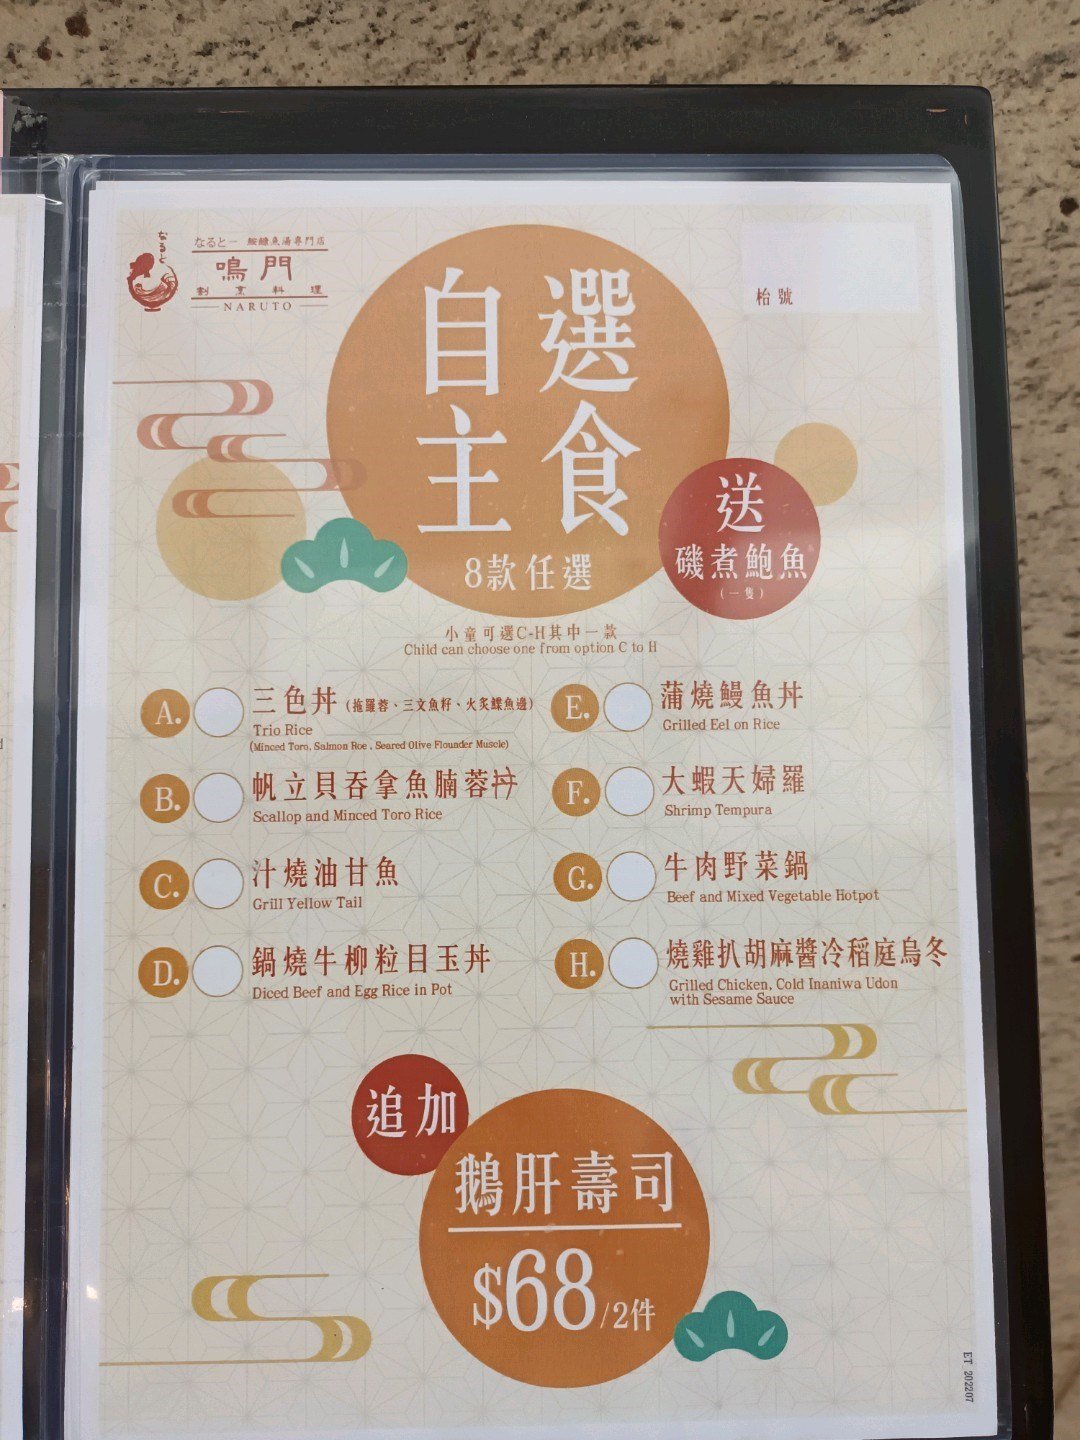 なると
なると一 鮟鱇魚湯專門店
鳴門
割烹料理
NARUTO
枱號
自選
主食
8款任選
送
磯煮鮑魚
(一隻)
小童可選C-H其中一款
Child can choose one from option C to H
A. 三色丼 (拖羅蓉、三文魚籽、火炙鰈魚邊)
Trio Rice
(Minced Toro, Salmon Roe , Seared Olive Flounder Muscle)
B. 帆立貝吞拿魚腩蓉丼
Scallop and Minced Toro Rice
C. 汁燒油甘魚
Grill Yellow Tail
D. 鍋燒牛柳粒目玉丼
Diced Beef and Egg Rice in Pot
E. 蒲燒鰻魚丼
Grilled Eel on Rice
F. 大蝦天婦羅
Shrimp Tempura
G. 牛肉野菜鍋
Beef and Mixed Vegetable Hotpot
H. 燒雞扒胡麻醬冷稻庭烏冬
Grilled Chicken, Cold Inaniwa Udon
with Sesame Sauce
追加
鵝肝壽司
$68/2件
ET 202207